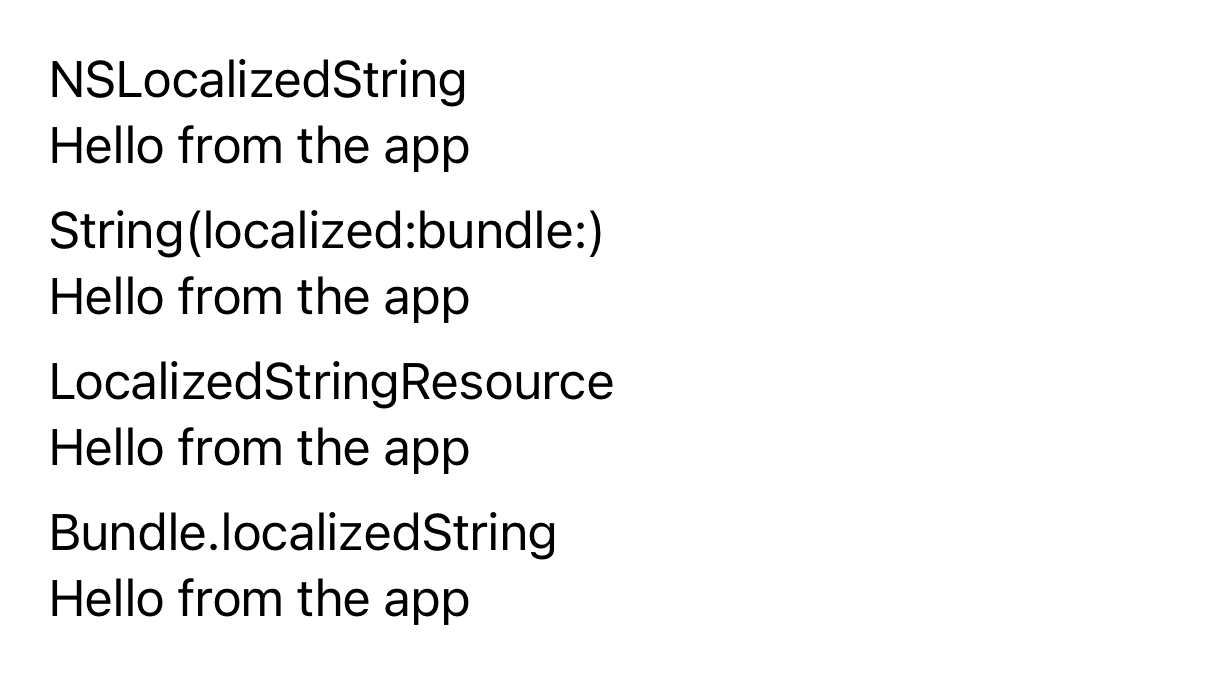 NSLocalizedString
Hello from the app
String(localized:bundle:)
Hello from the app
LocalizedStringResource
Hello from the app
Bundle.localizedString
Hello from the app